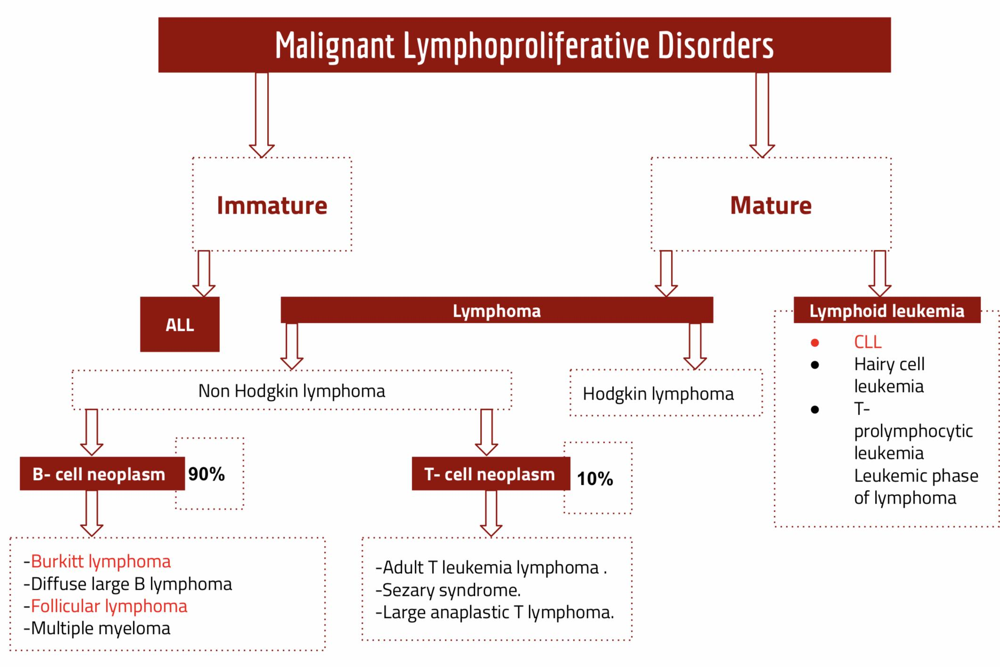 Malignant Lymphoproliferative Disorders
Immature
Mature
ALL
Lymphoma
Lymphoid leukemia
● CLL
● Hairy cell
leukemia
● T-
prolymphocytic
leukemia
Leukemic phase
of lymphoma
Non Hodgkin lymphoma
Hodgkin lymphoma
B- cell neoplasm
90%
T- cell neoplasm
10%
-Burkitt lymphoma
-Diffuse large B lymphoma
-Follicular lymphoma
-Multiple myeloma
-Adult T leukemia lymphoma .
-Sezary syndrome.
-Large anaplastic T lymphoma.